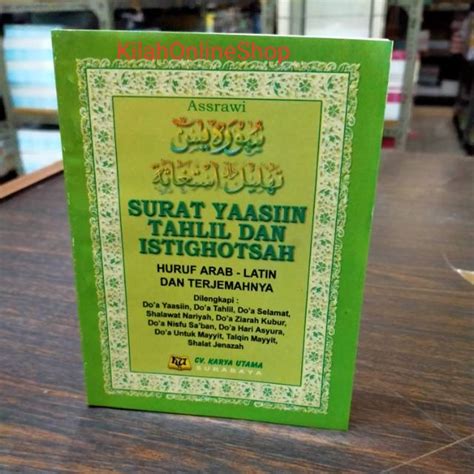 KilahOnlineShop
Assrawi
سورة يس
تهليل استغاثة
SURAT YAASIIN
TAHLIL DAN
ISTIGHOTSAH
HURUF ARAB - LATIN
DAN TERJEMAHNYA
Dilengkapi :
Do'a Yaasiin, Do'a Tahlil, Do'a Selamat,
Shalawat Nariyah, Do'a Ziarah Kubur,
Do'a Nisfu Sa'ban, Do'a Hari Asyura,
Do'a Untuk Mayyit, Talqin Mayyit,
Shalat Jenazah
CV. KARYA UTAMA
SURABAYA